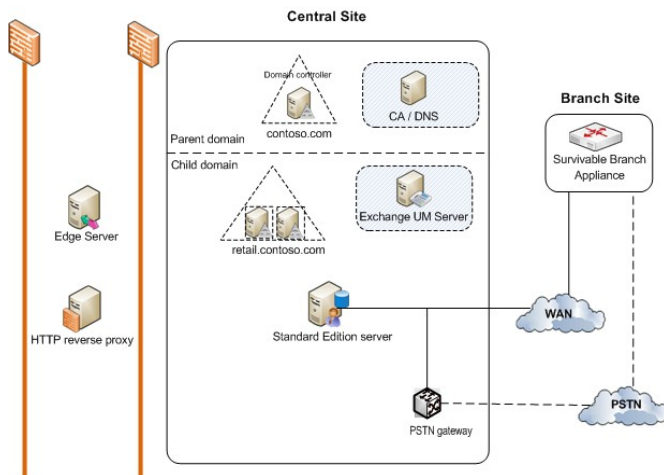 Central Site
Domain controller
contoso.com
CA / DNS
Parent domain
Child domain
retail.contoso.com
Exchange UM Server
Branch Site
Survivable Branch
Appliance
Edge Server
HTTP reverse proxy
Standard Edition server
WAN
PSTN gateway
PSTN